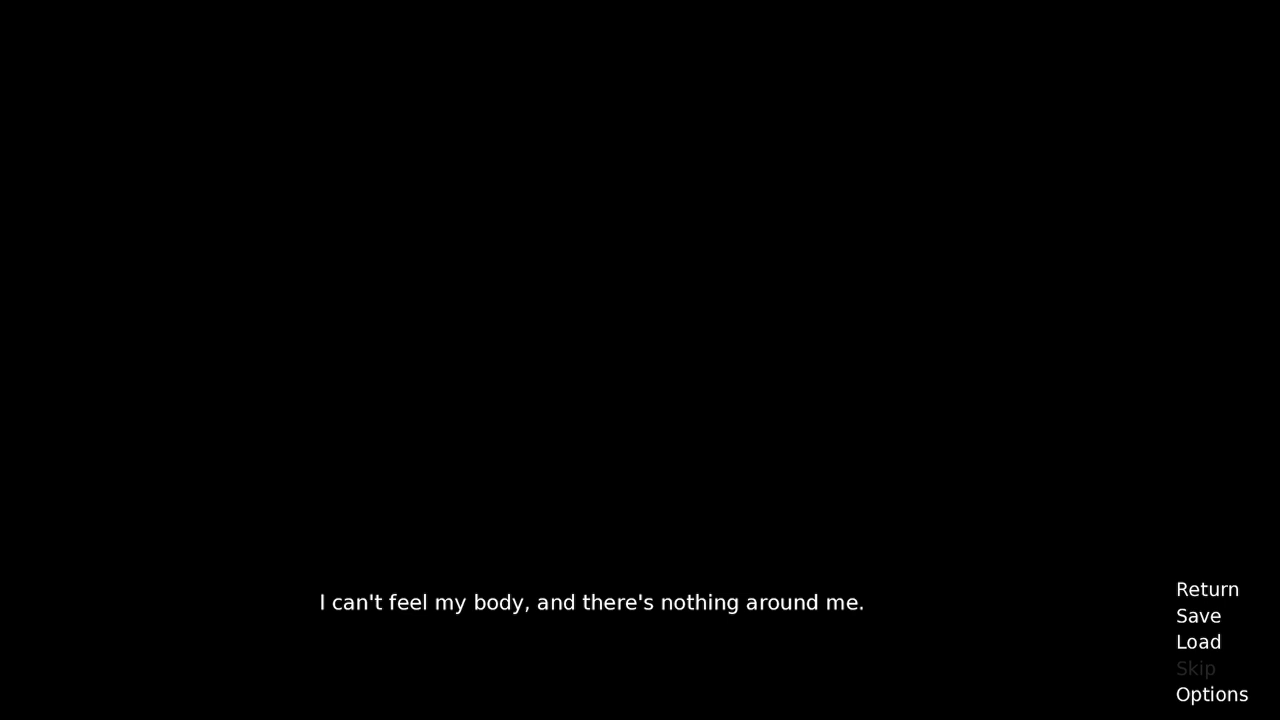 I can't feel my body, and there's nothing around me.
Return
Save
Load
Skip
Options